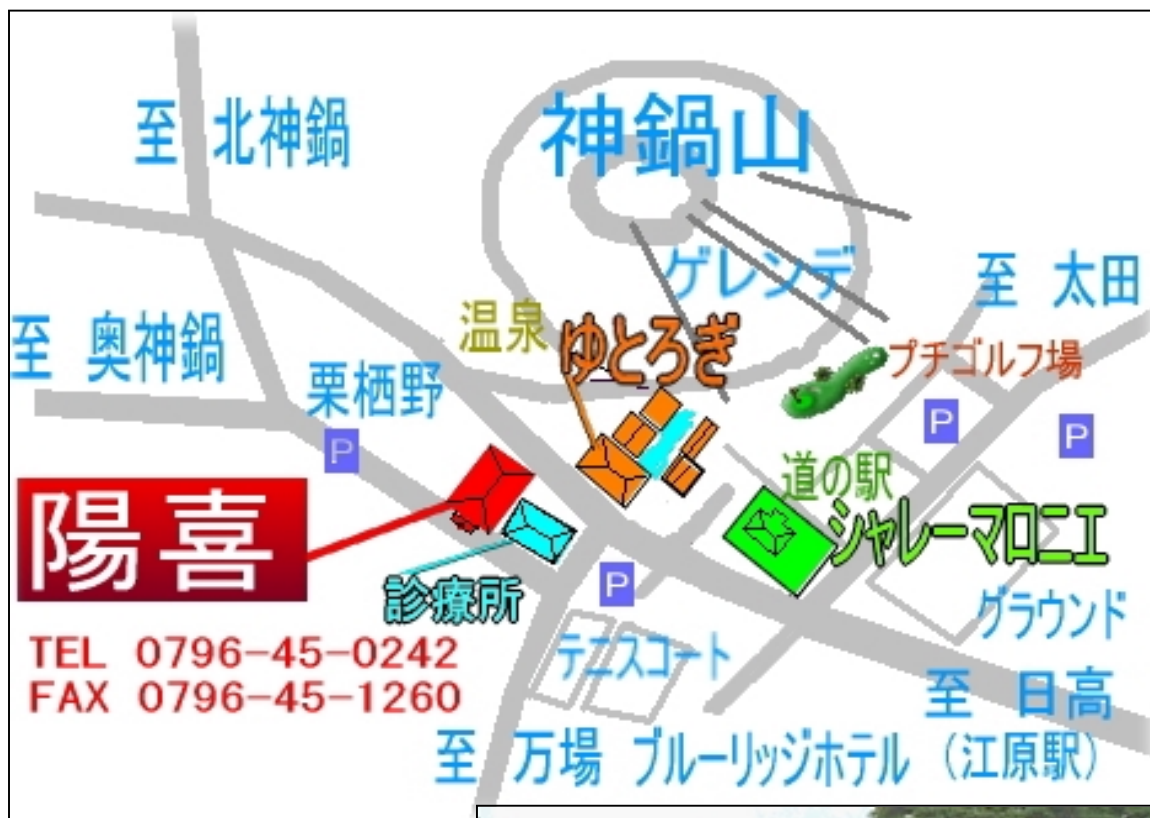 神鍋山
至 北神鍋
ゲレンデ
至 太田
温泉
ゆとろぎ
至 奥神鍋
プチゴルフ場
栗栖野
P
P
P
道の駅
シャレーマロニエ
陽喜
診療所
P
グラウンド
TEL 0796-45-0242
テニスコート
FAX 0796-45-1260
至 日高
至 万場 ブルーリッジホテル (江原駅)